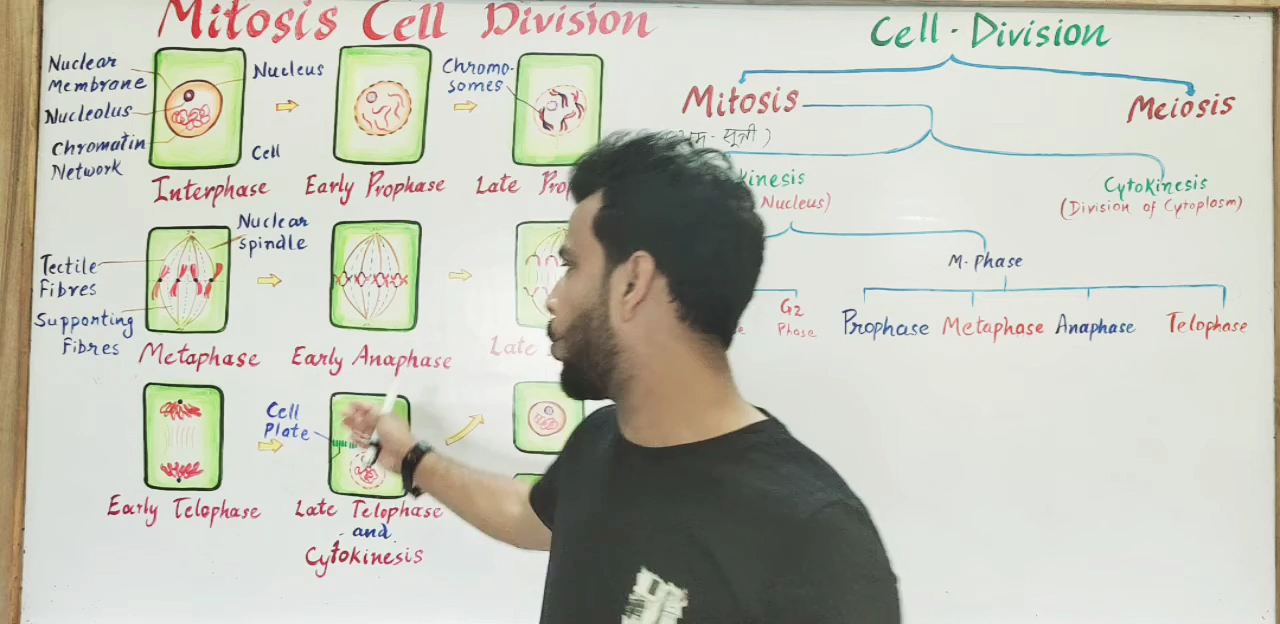 Mitosis Cell Division
Nuclear
Membrane
Nucleolus
Chromatin
Network
Nucleus
Cell
Chromo-
somes
Interphase
Early Prophase
Late
Nuclear
spindle
Tectile
Fibres
Supporting
Fibres
Metaphase
Early Anaphase
Late
Cell
Plate
Early Telophase
Late Telophase
and
Cytokinesis
Cell-Division
Mitosis
Meiosis
सूत्री)
Nucleus)
Cytokinesis
(Division of Cytoplasm)
M-Phase
G2
Phase
Prophase Metaphase Anaphase Telophase